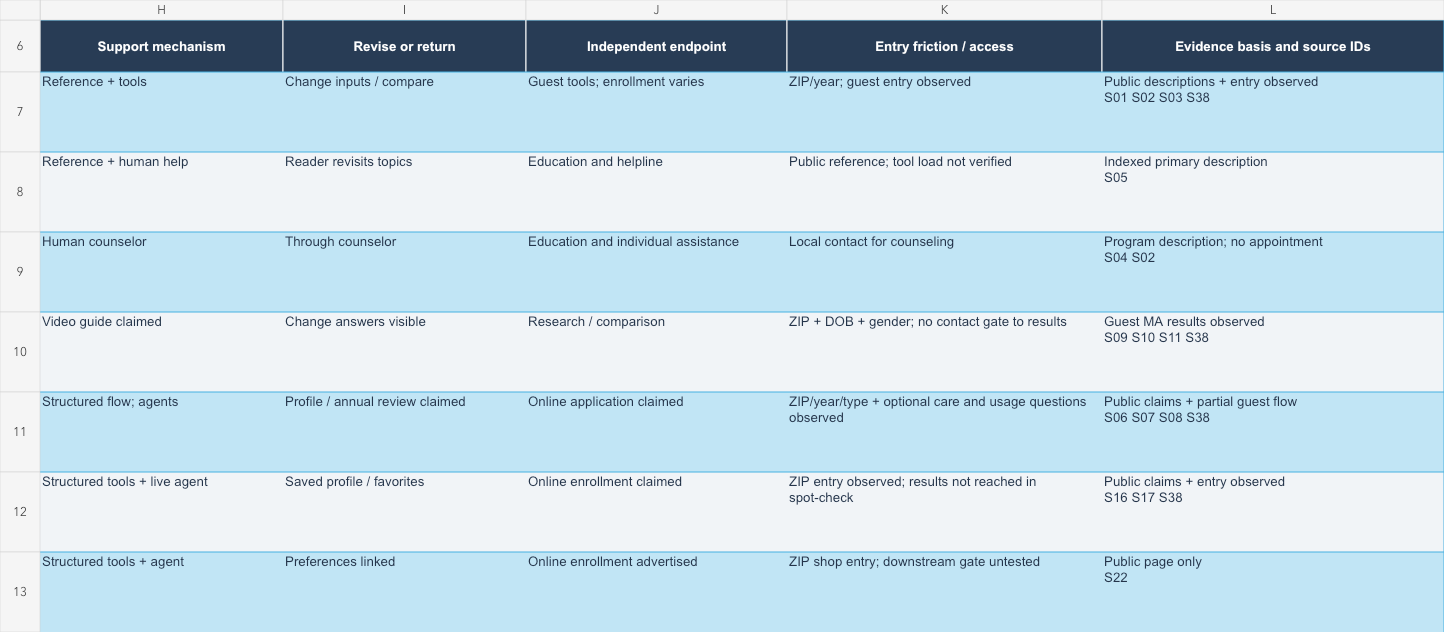 H I J K L
6 Support mechanism Revise or return Independent endpoint Entry friction / access Evidence basis and source IDs
7 Reference + tools Change inputs / compare Guest tools; enrollment varies ZIP/year; guest entry observed Public descriptions + entry observed
S01 S02 S03 S38
8 Reference + human help Reader revisits topics Education and helpline Public reference; tool load not verified Indexed primary description
S05
9 Human counselor Through counselor Education and individual assistance Local contact for counseling Program description; no appointment
S04 S02
10 Video guide claimed Change answers visible Research / comparison ZIP + DOB + gender; no contact gate to results Guest MA results observed
S09 S10 S11 S38
11 Structured flow; agents Profile / annual review claimed Online application claimed ZIP/year/type + optional care and usage questions Public claims + partial guest flow
observed S06 S07 S08 S38
12 Structured tools + live agent Saved profile / favorites Online enrollment claimed ZIP entry observed; results not reached in Public claims + entry observed
spot-check S16 S17 S38
13 Structured tools + agent Preferences linked Online enrollment advertised ZIP shop entry; downstream gate untested Public page only
S22